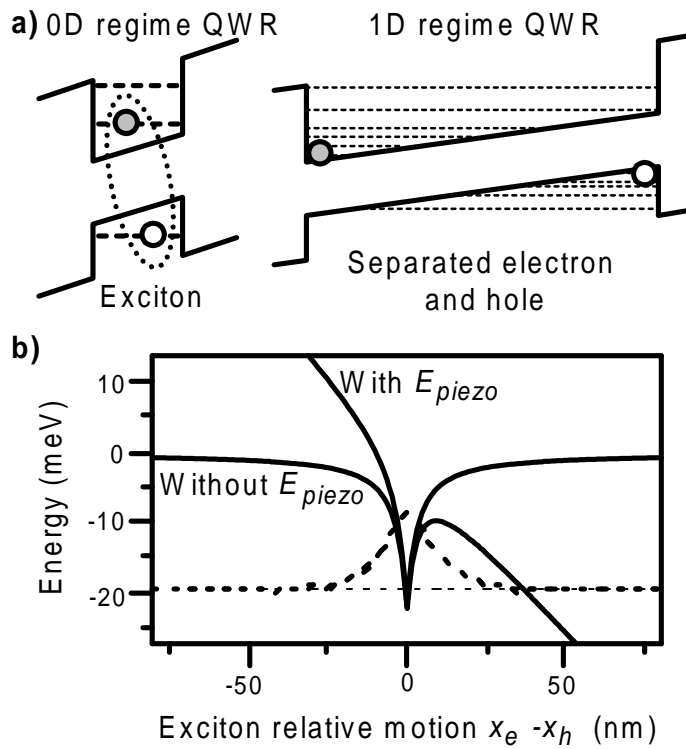 a) 0D regime QWR 1D regime QWR
Exciton
Separated electron
and hole
b)
With E_piezo
Without E_piezo
Energy (meV)
10
0
-10
-20
-50 0 50
Exciton relative motion x_e -x_h (nm)